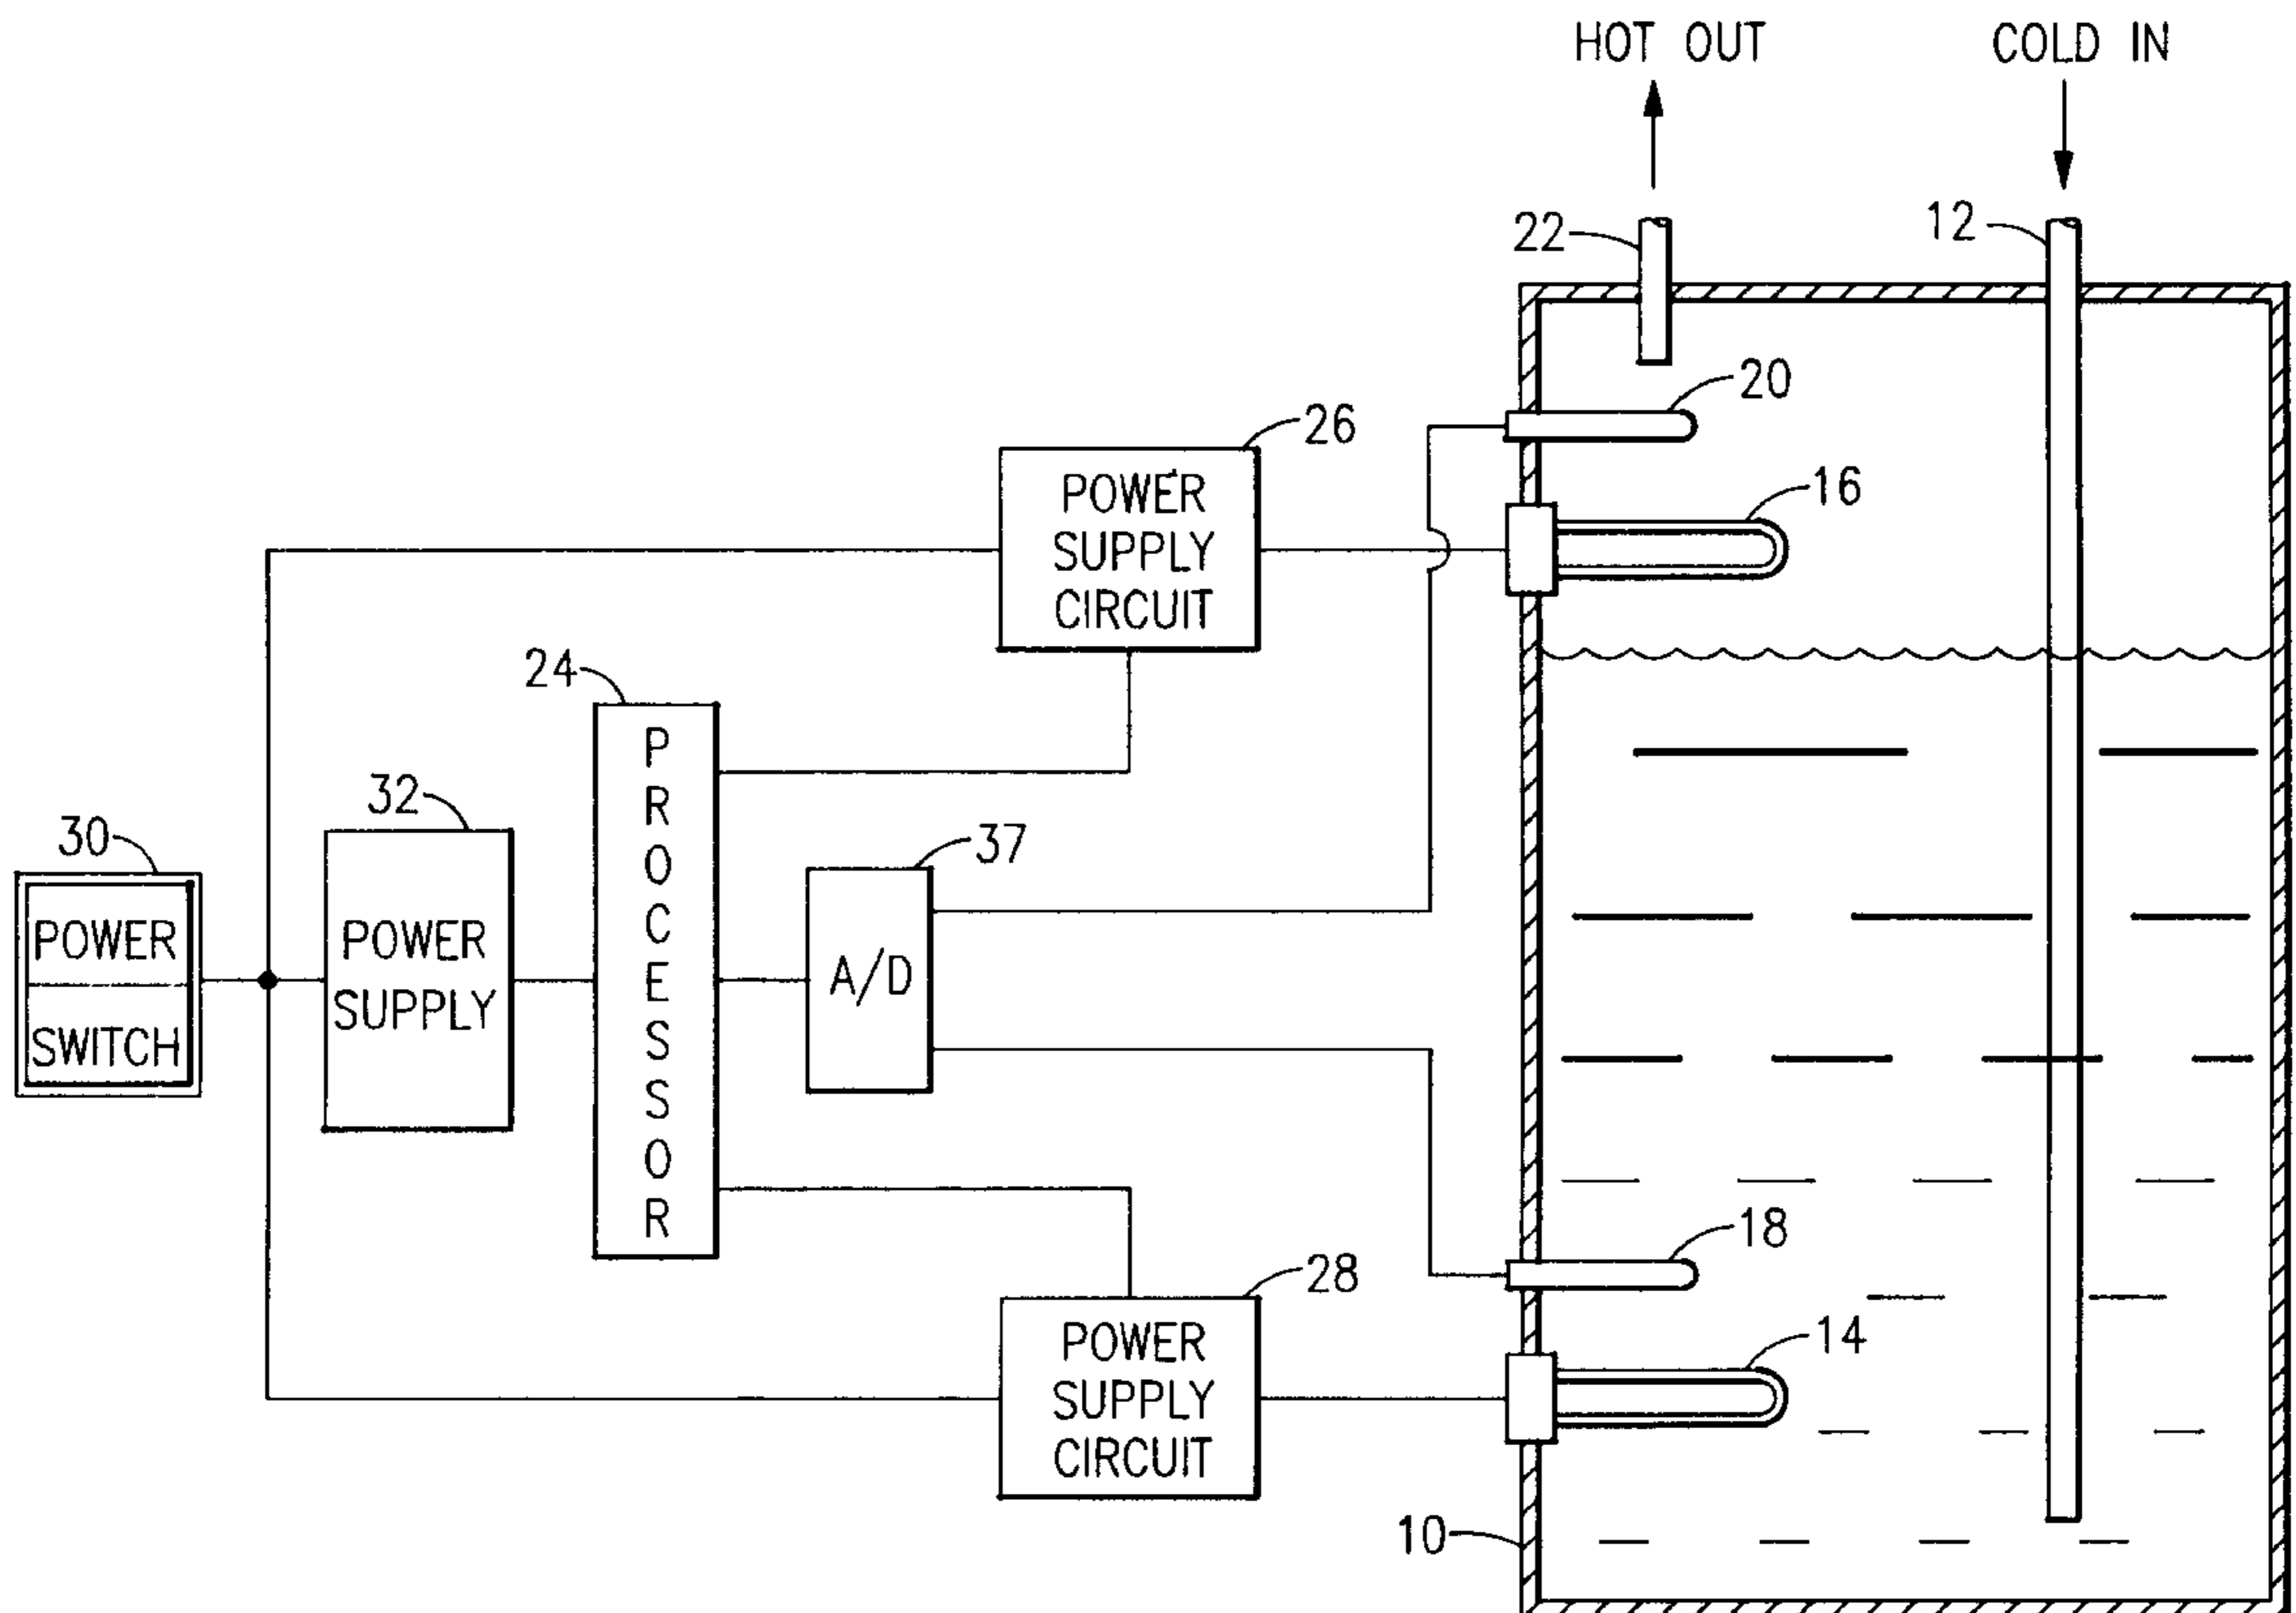 HOT OUT
COLD IN
22
12
20
26
16
POWER
SUPPLY
CIRCUIT
24
PROCESSOR
32
30
37
POWER
SWITCH
POWER
SUPPLY
A/D
18
28
14
POWER
SUPPLY
CIRCUIT
10